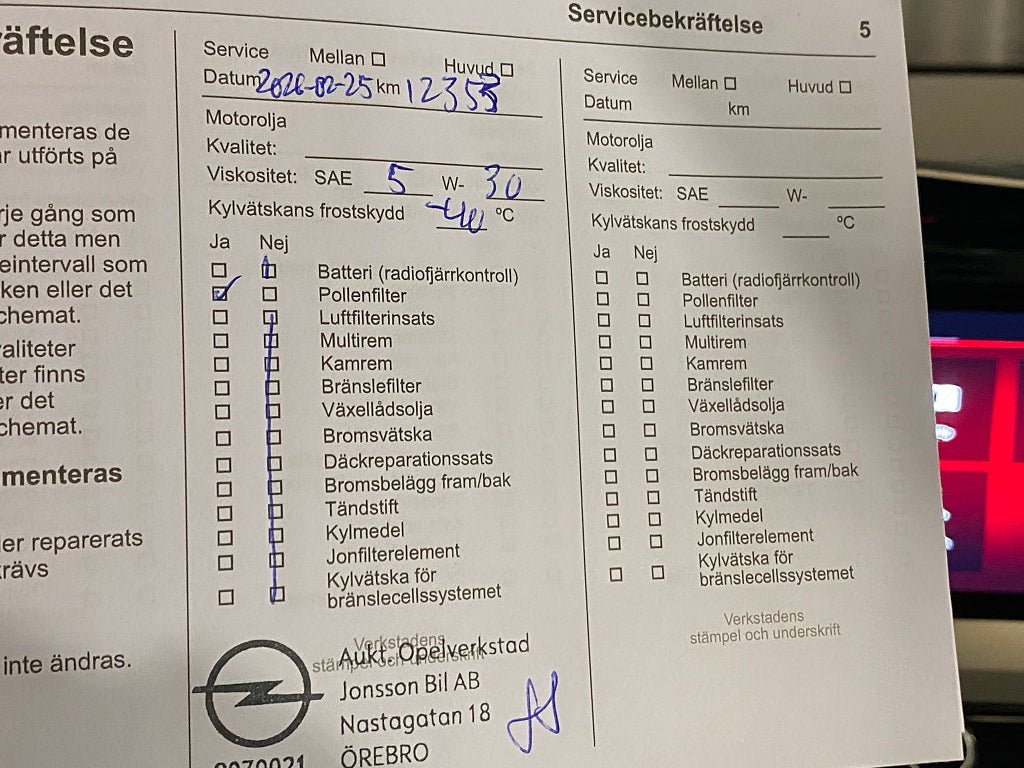 Servicebekräftelse 5
äftelse
menteras de
r utförts på
rje gång som
r detta men
eintervall som
ken eller det
chemat.
valiteter
ter finns
er det
chemat.
menteras
ler reparerats
krävs
inte ändras.
Service Mellan Huvud
Datum 2026-02-25 km 12353
Motorolja
Kvalitet:
Viskositet: SAE 5 W- 30
Kylvätskans frostskydd -40 °C
Ja Nej
Batteri (radiofjärrkontroll)
Pollenfilter
Luftfilterinsats
Multirem
Kamrem
Bränslefilter
Växellådsolja
Bromsvätska
Däckreparationssats
Bromsbelägg fram/bak
Tändstift
Kylmedel
Jonfilterelement
Kylvätska för
bränslecellssystemet
Verkstadens
stämpel och underskrift
Aukt. Opelverkstad
Jonsson Bil AB
Nastagatan 18
ÖREBRO
Service Mellan Huvud
Datum km
Motorolja
Kvalitet:
Viskositet: SAE W-
Kylvätskans frostskydd °C
Ja Nej
Batteri (radiofjärrkontroll)
Pollenfilter
Luftfilterinsats
Multirem
Kamrem
Bränslefilter
Växellådsolja
Bromsvätska
Däckreparationssats
Bromsbelägg fram/bak
Tändstift
Kylmedel
Jonfilterelement
Kylvätska för
bränslecellssystemet
Verkstadens
stämpel och underskrift